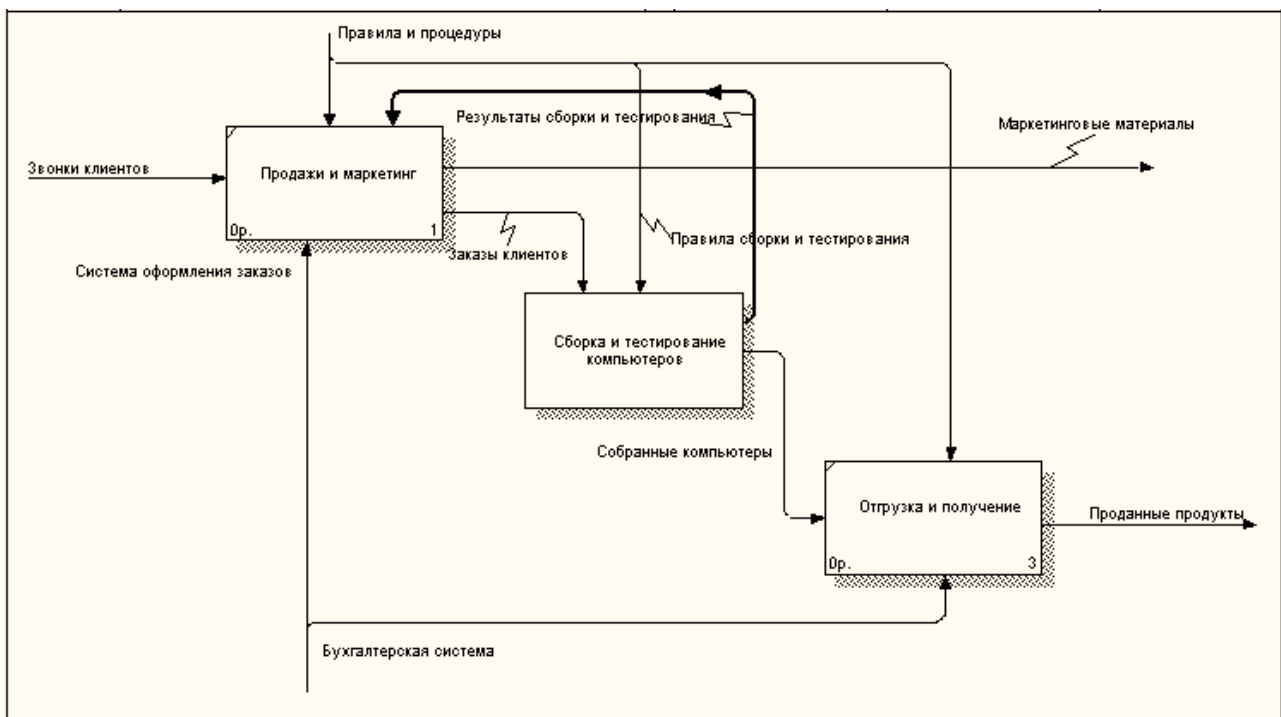 Правила и процедуры
Результаты сборки и тестирования
Маркетинговые материалы
Звонки клиентов
Продажи и маркетинг
0р.
1
Правила сборки и тестирования
Заказы клиентов
Система оформления заказов
Сборка и тестирование
компьютеров
Собранные компьютеры
Отгрузка и получение
Проданные продукты
0р.
3
Бухгалтерская система